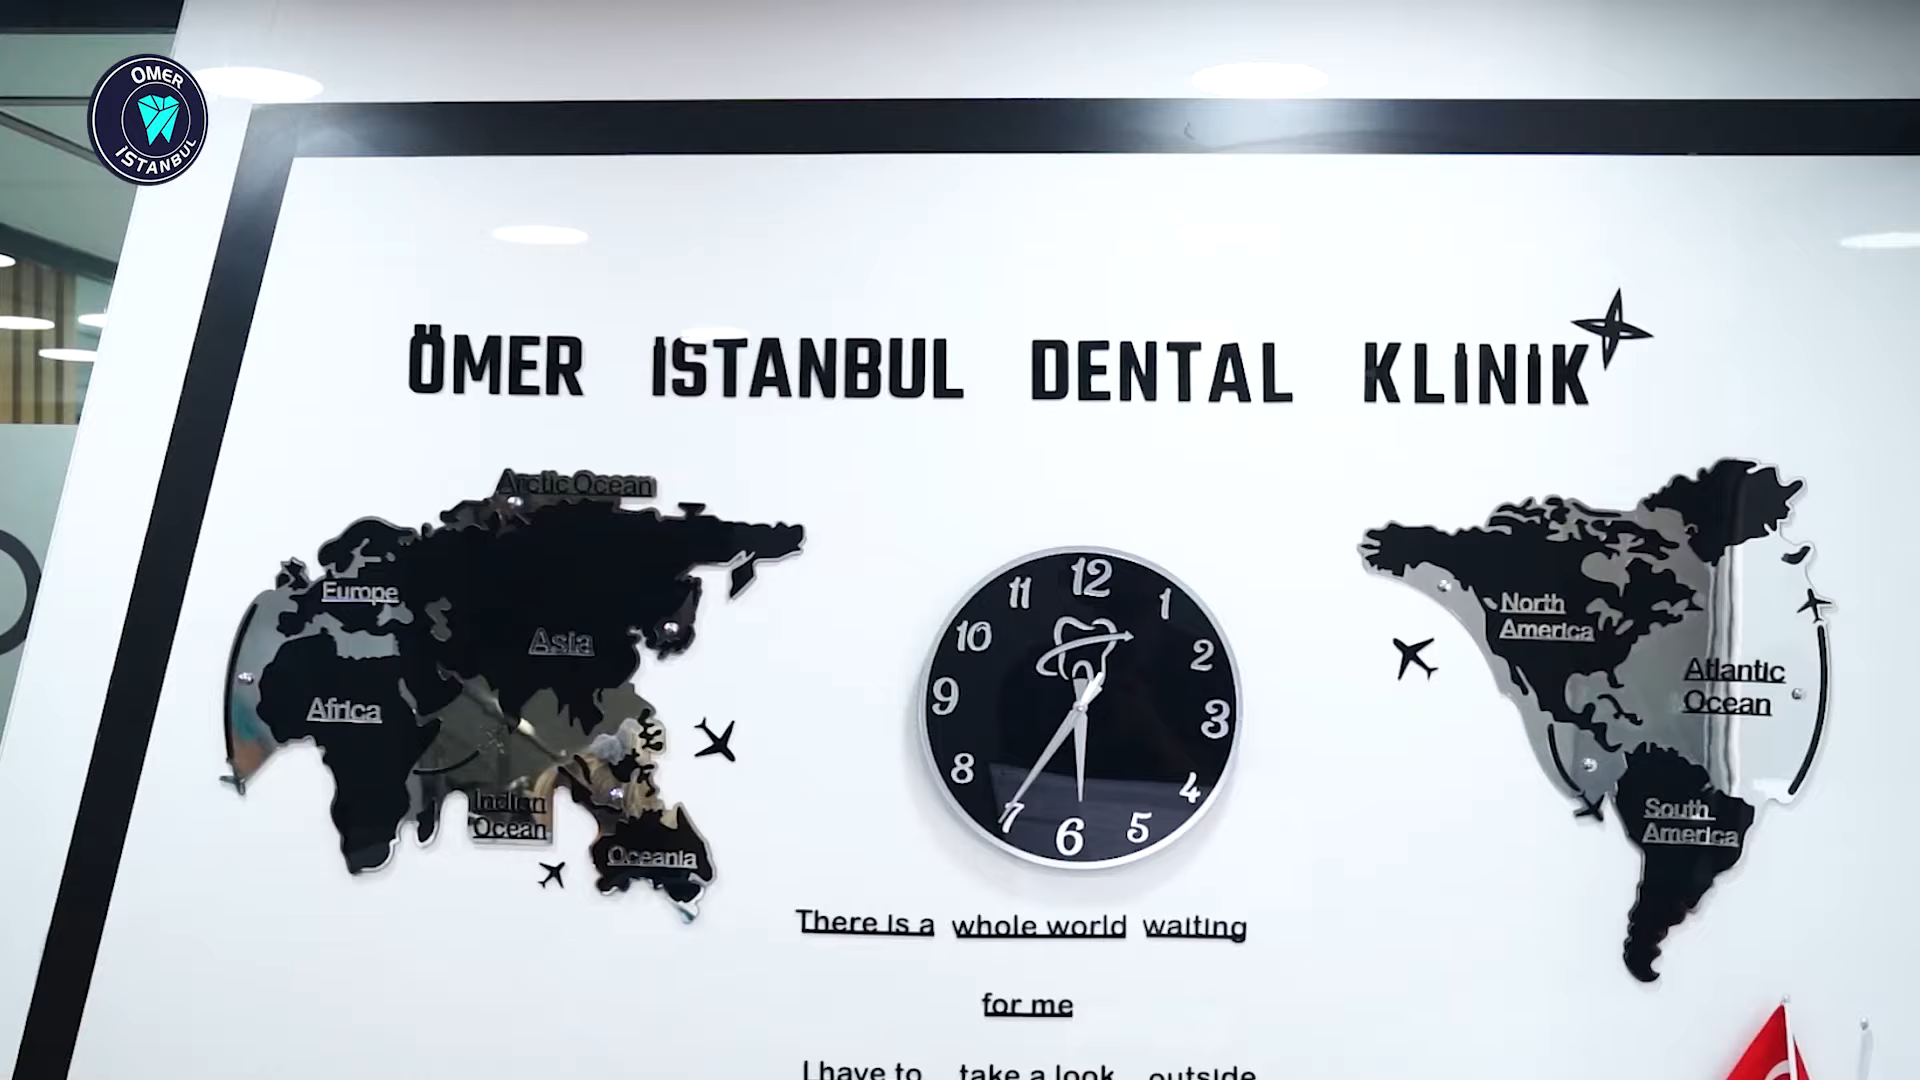 OMER
İSTANBUL
ÖMER ISTANBUL DENTAL KLINIK
Arctic Ocean
Europe
Asia
Africa
Indian
Ocean
Oceania
12
1
2
3
4
5
6
7
8
9
10
11
North
America
Atlantic
Ocean
South
America
There is a whole world waiting
for me
I have to take a look outside